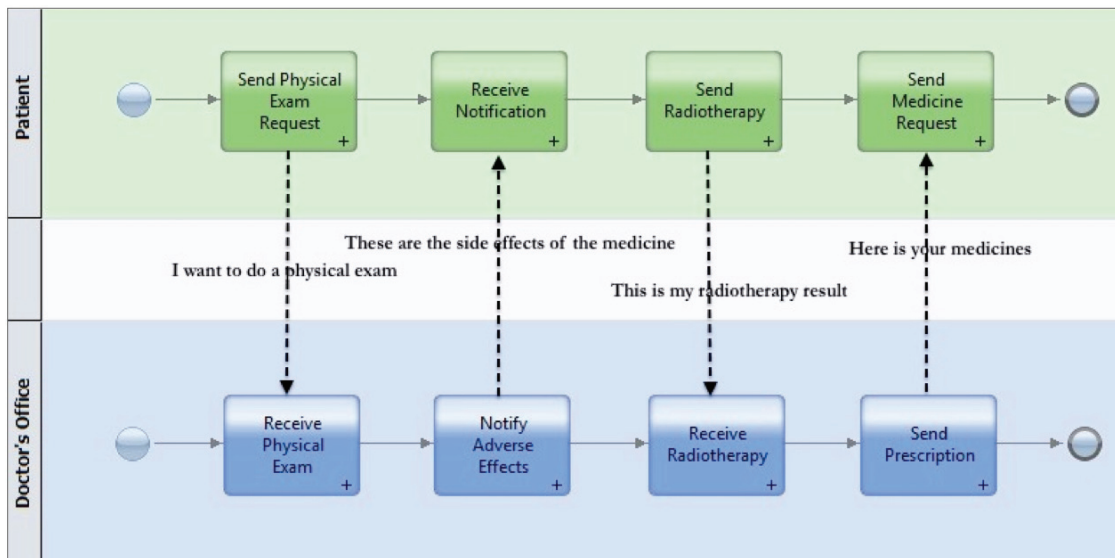 Patient
Send Physical
Exam
Request
+
Receive
Notification
+
Send
Radiotherapy
+
Send
Medicine
Request
+
These are the side effects of the medicine
Here is your medicines
I want to do a physical exam
This is my radiotherapy result
Doctor's Office
Receive
Physical
Exam
+
Notify
Adverse
Effects
+
Receive
Radiotherapy
+
Send
Prescription
+